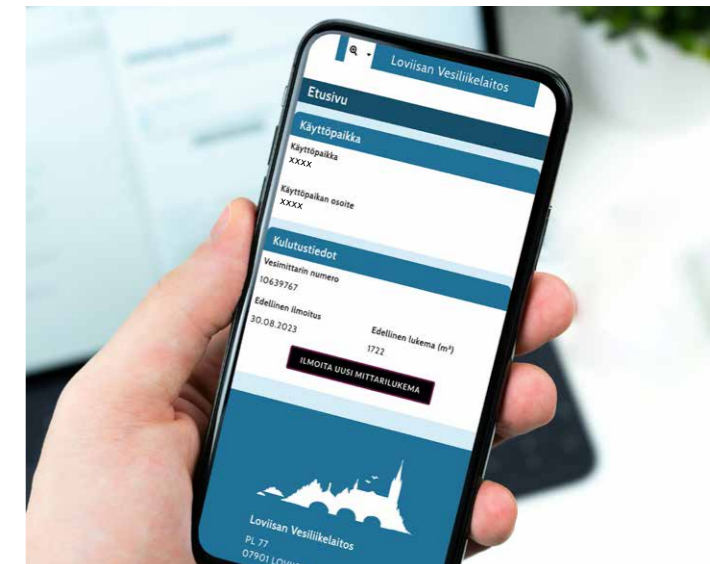 Loviisan Vesiliikelaitos
Etusivu
Käyttöpaikka
Käyttöpaikka
XXXX
Käyttöpaikan osoite
XXXX
Kulutustiedot
Vesimittarin numero
10639767
Edellinen ilmoitus
30.08.2023
Edellinen lukema (m³)
1722
ILMOITA UUSI MITTARILUKEMA
Loviisan Vesiliikelaitos
PL 77
07901